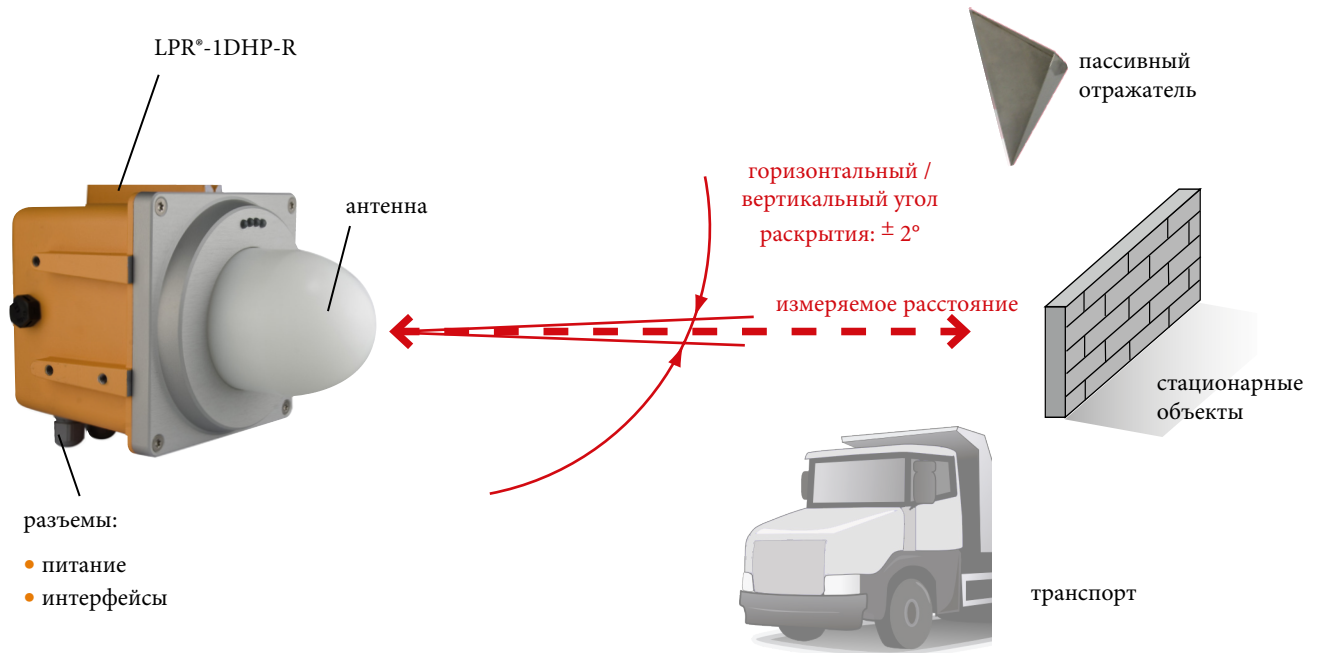 LPR®-1DHP-R
пассивный
отражатель
горизонтальный /
вертикальный угол
раскрытия: ± 2°
антенна
измеряемое расстояние
стационарные
объекты
разъемы:
• питание
• интерфейсы
транспорт